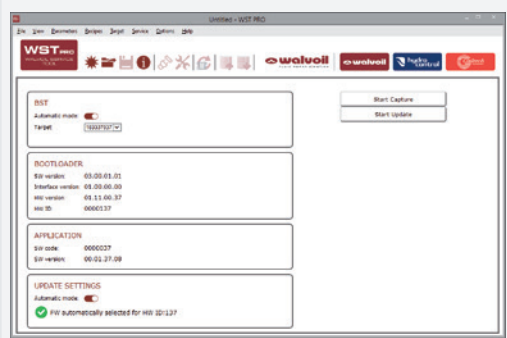 Untitled - WST PRO
File View Parameters Recipes Target Service Options Help
WST PRO
walvoil
walvoil
hydro control
BST
Automatic mode:
Target
Start Capture
Start Update
BOOTLOADER
SW version: 03.00.01.01
Interface version: 01.00.00.00
HW version: 01.11.00.37
HW ID: 0000137
APPLICATION
SW code: 0000037
SW version: 00.01.37.08
UPDATE SETTINGS
Automatic mode:
FW automatically selected for HW ID:137